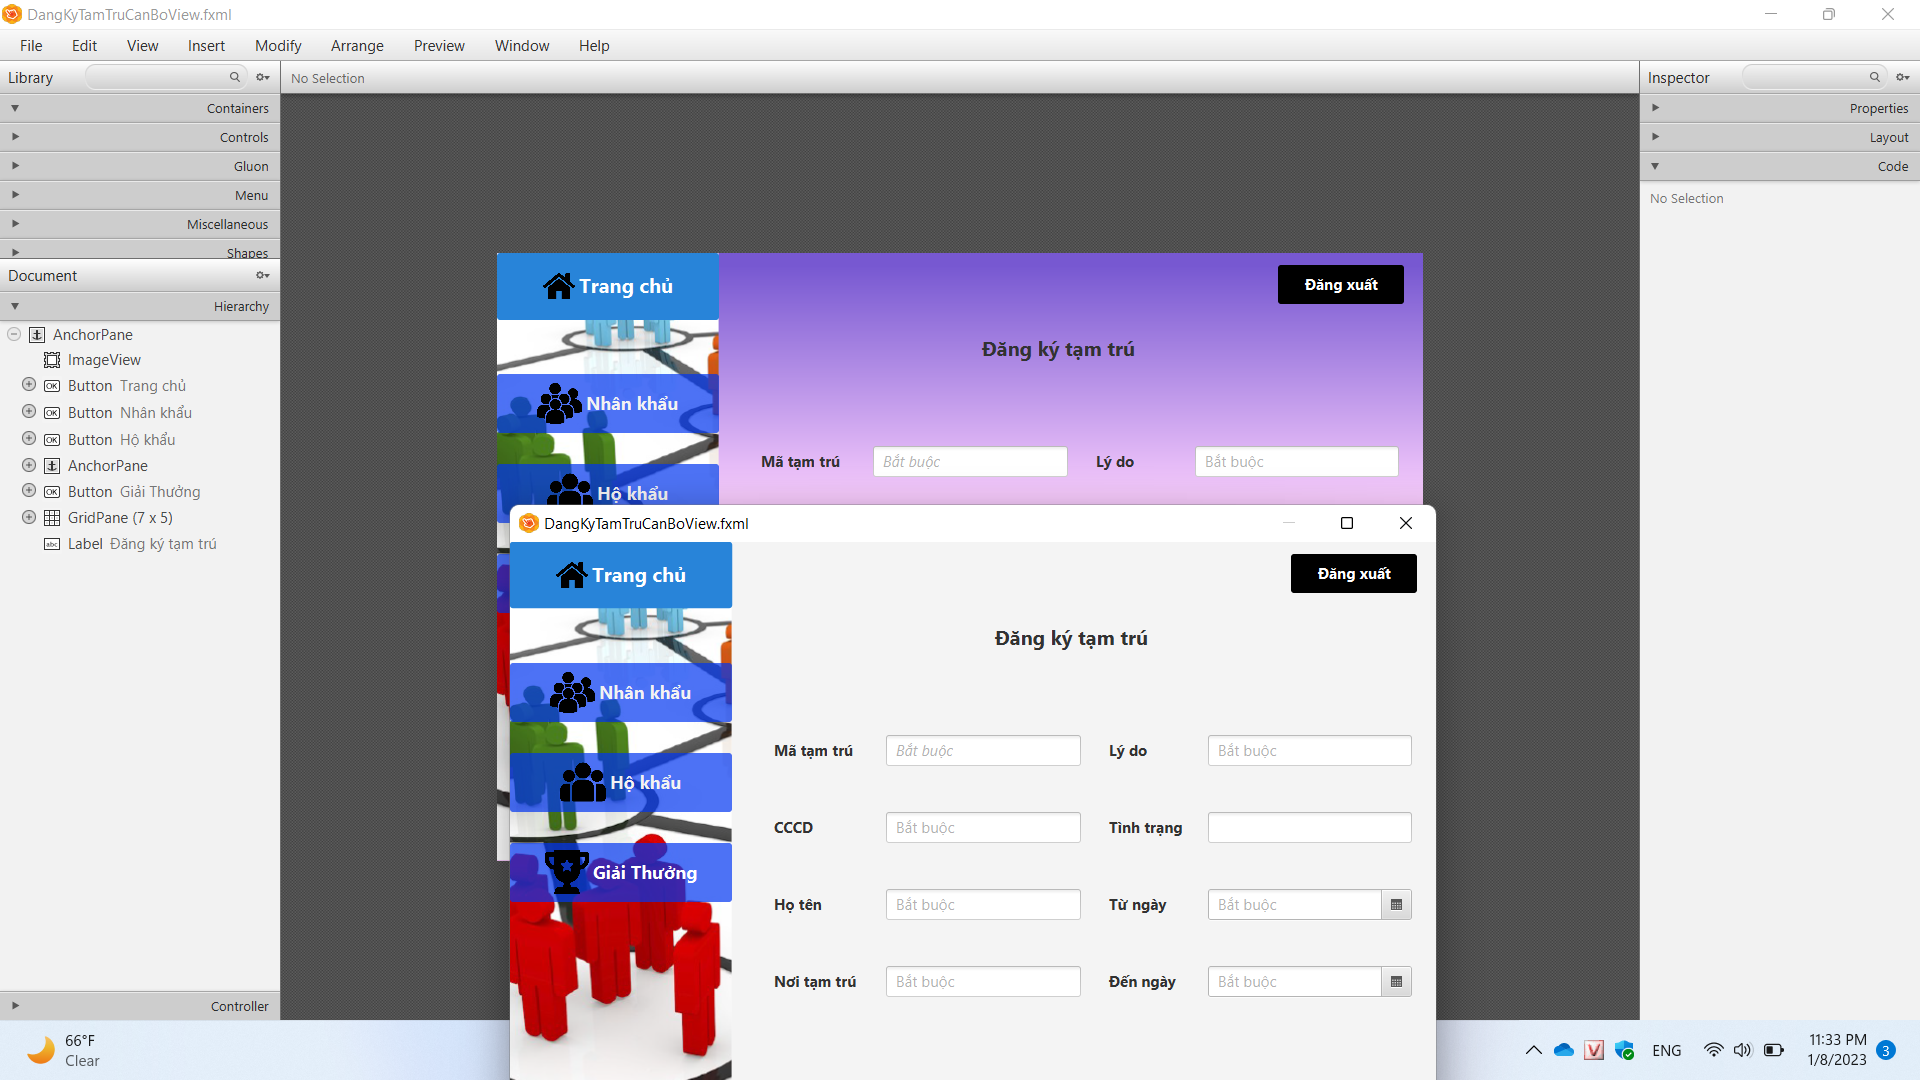 DangKyTamTruCanBoView.fxml
File Edit View Insert Modify Arrange Preview Window Help
Library
No Selection
Inspector
Containers
Controls
Gluon
Menu
Miscellaneous
Shapes
Properties
Layout
Code
No Selection
Document
Hierarchy
AnchorPane
ImageView
Button Trang chủ
Button Nhân khẩu
Button Hộ khẩu
AnchorPane
Button Giải Thưởng
GridPane (7 x 5)
Label Đăng ký tạm trú
Controller
Trang chủ
Đăng xuất
Đăng ký tạm trú
Nhân khẩu
Mã tạm trú Bắt buộc Lý do Bắt buộc
Hộ khẩu
DangKyTamTruCanBoView.fxml
Trang chủ
Đăng xuất
Đăng ký tạm trú
Nhân khẩu
Mã tạm trú Bắt buộc Lý do Bắt buộc
Hộ khẩu
CCCD Bắt buộc Tình trạng
Giải Thưởng
Họ tên Bắt buộc Từ ngày Bắt buộc
Nơi tạm trú Bắt buộc Đến ngày Bắt buộc
66°F
Clear
ENG
11:33 PM
1/8/2023
3